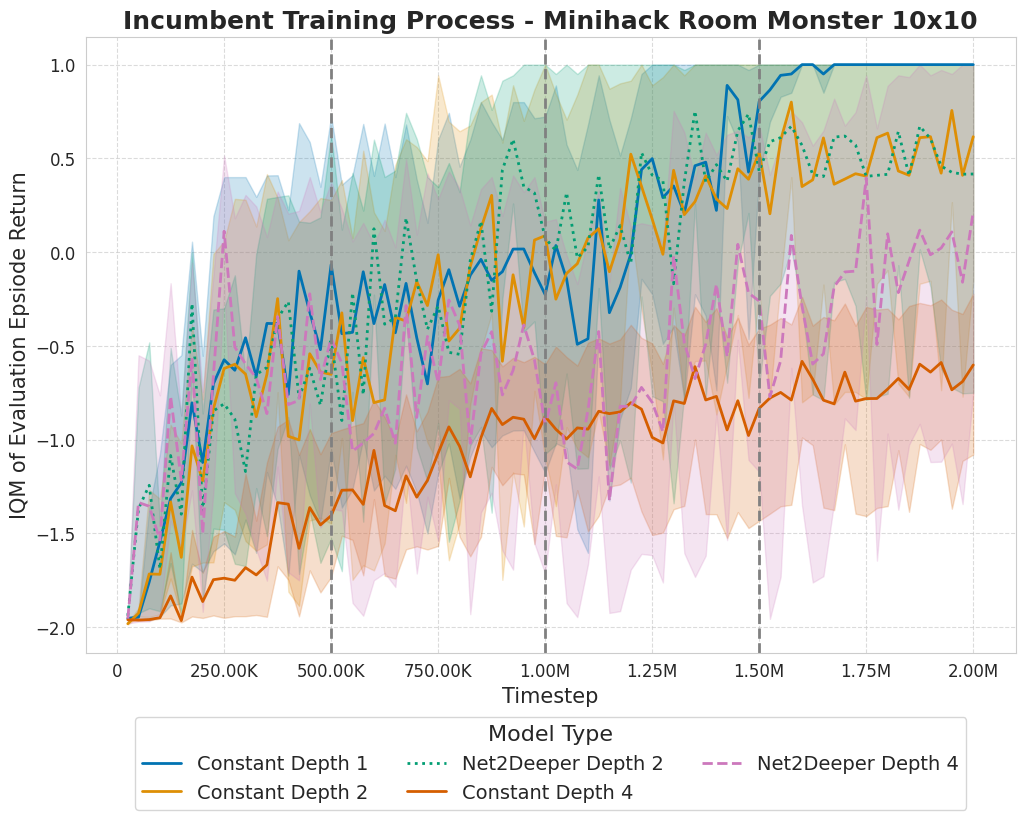 Incumbent Training Process - Minihack Room Monster 10x10
IQM of Evaluation Epsiode Return
1.0
0.5
0.0
−0.5
−1.0
−1.5
−2.0
0 250.00K 500.00K 750.00K 1.00M 1.25M 1.50M 1.75M 2.00M
Timestep
Model Type
Constant Depth 1 Net2Deeper Depth 2 Net2Deeper Depth 4
Constant Depth 2 Constant Depth 4